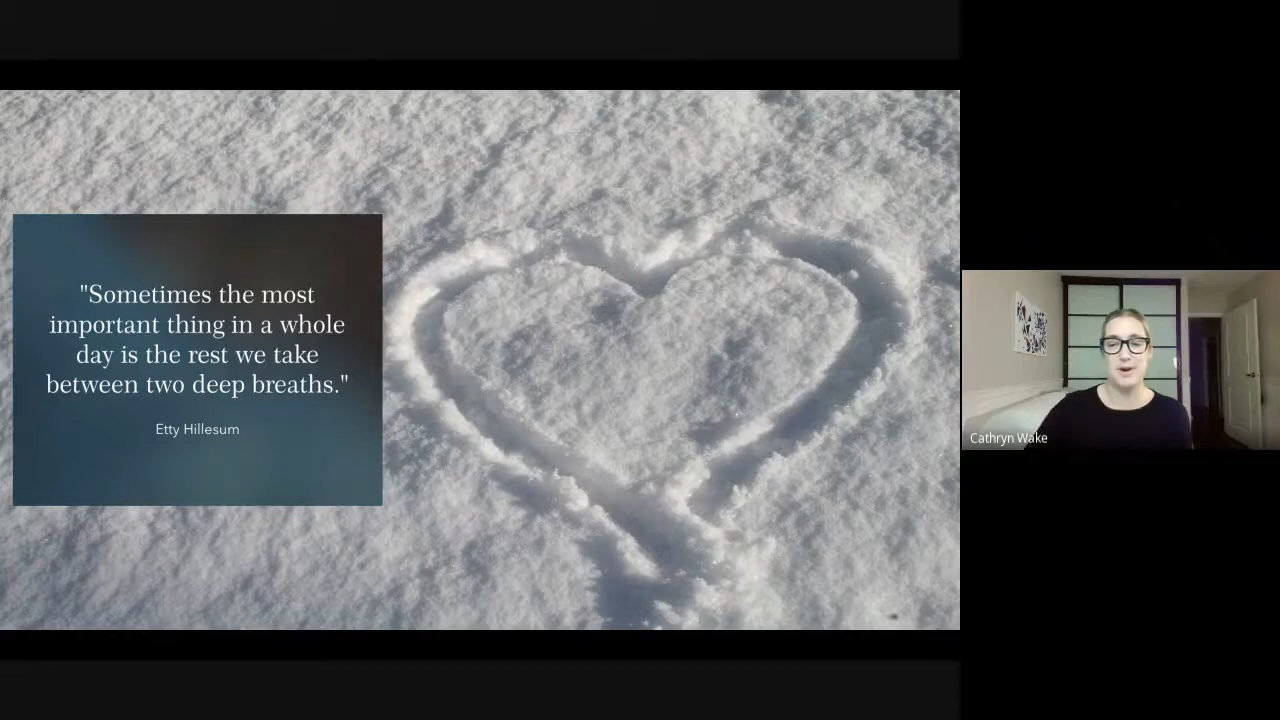 "Sometimes the most
important thing in a whole
day is the rest we take
between two deep breaths."
Etty Hillesum
Cathryn Wake